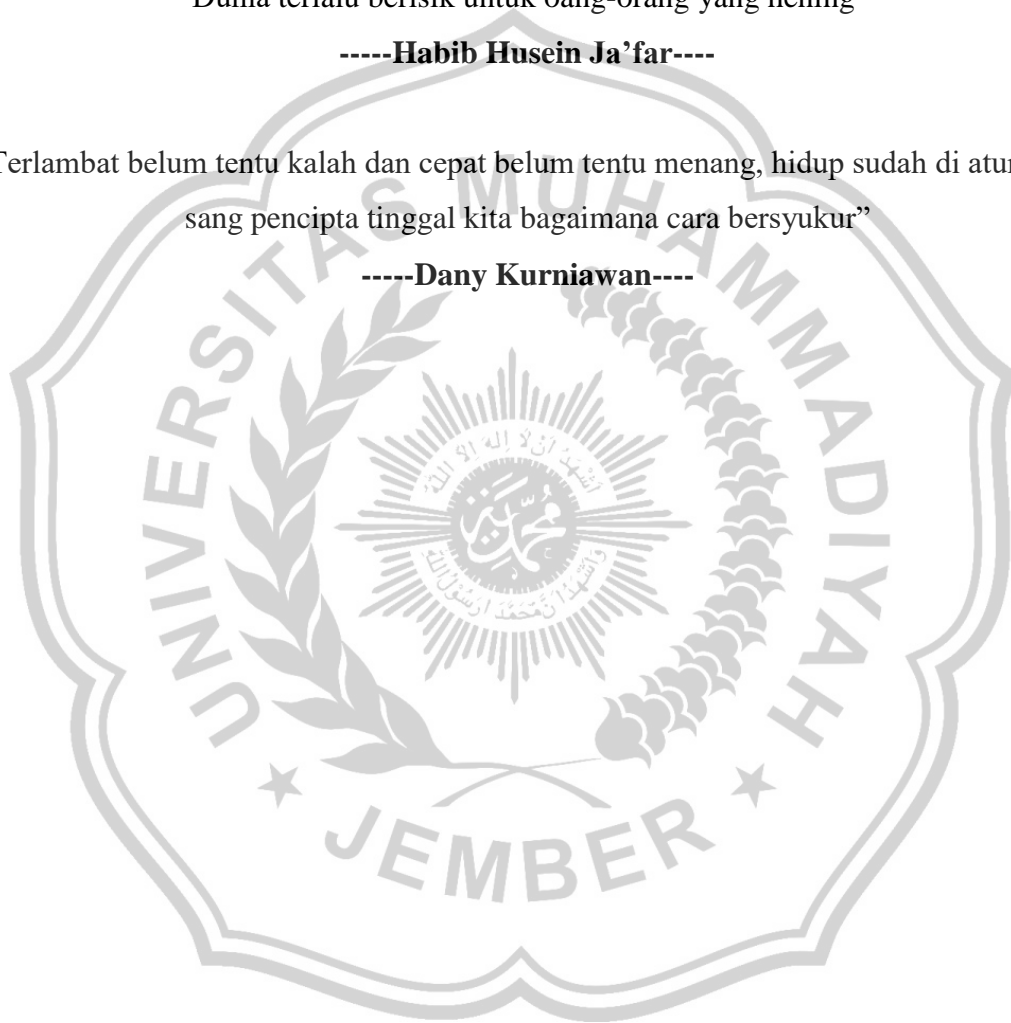 Dunia terlalu berisik untuk oang-orang yang hening
-----Habib Husein Ja’far----
Terlambat belum tentu kalah dan cepat belum tentu menang, hidup sudah di atur
sang pencipta tinggal kita bagaimana cara bersyukur”
-----Dany Kurniawan----
UNIVERSITAS MUHAMMADIYAH
JEMBER